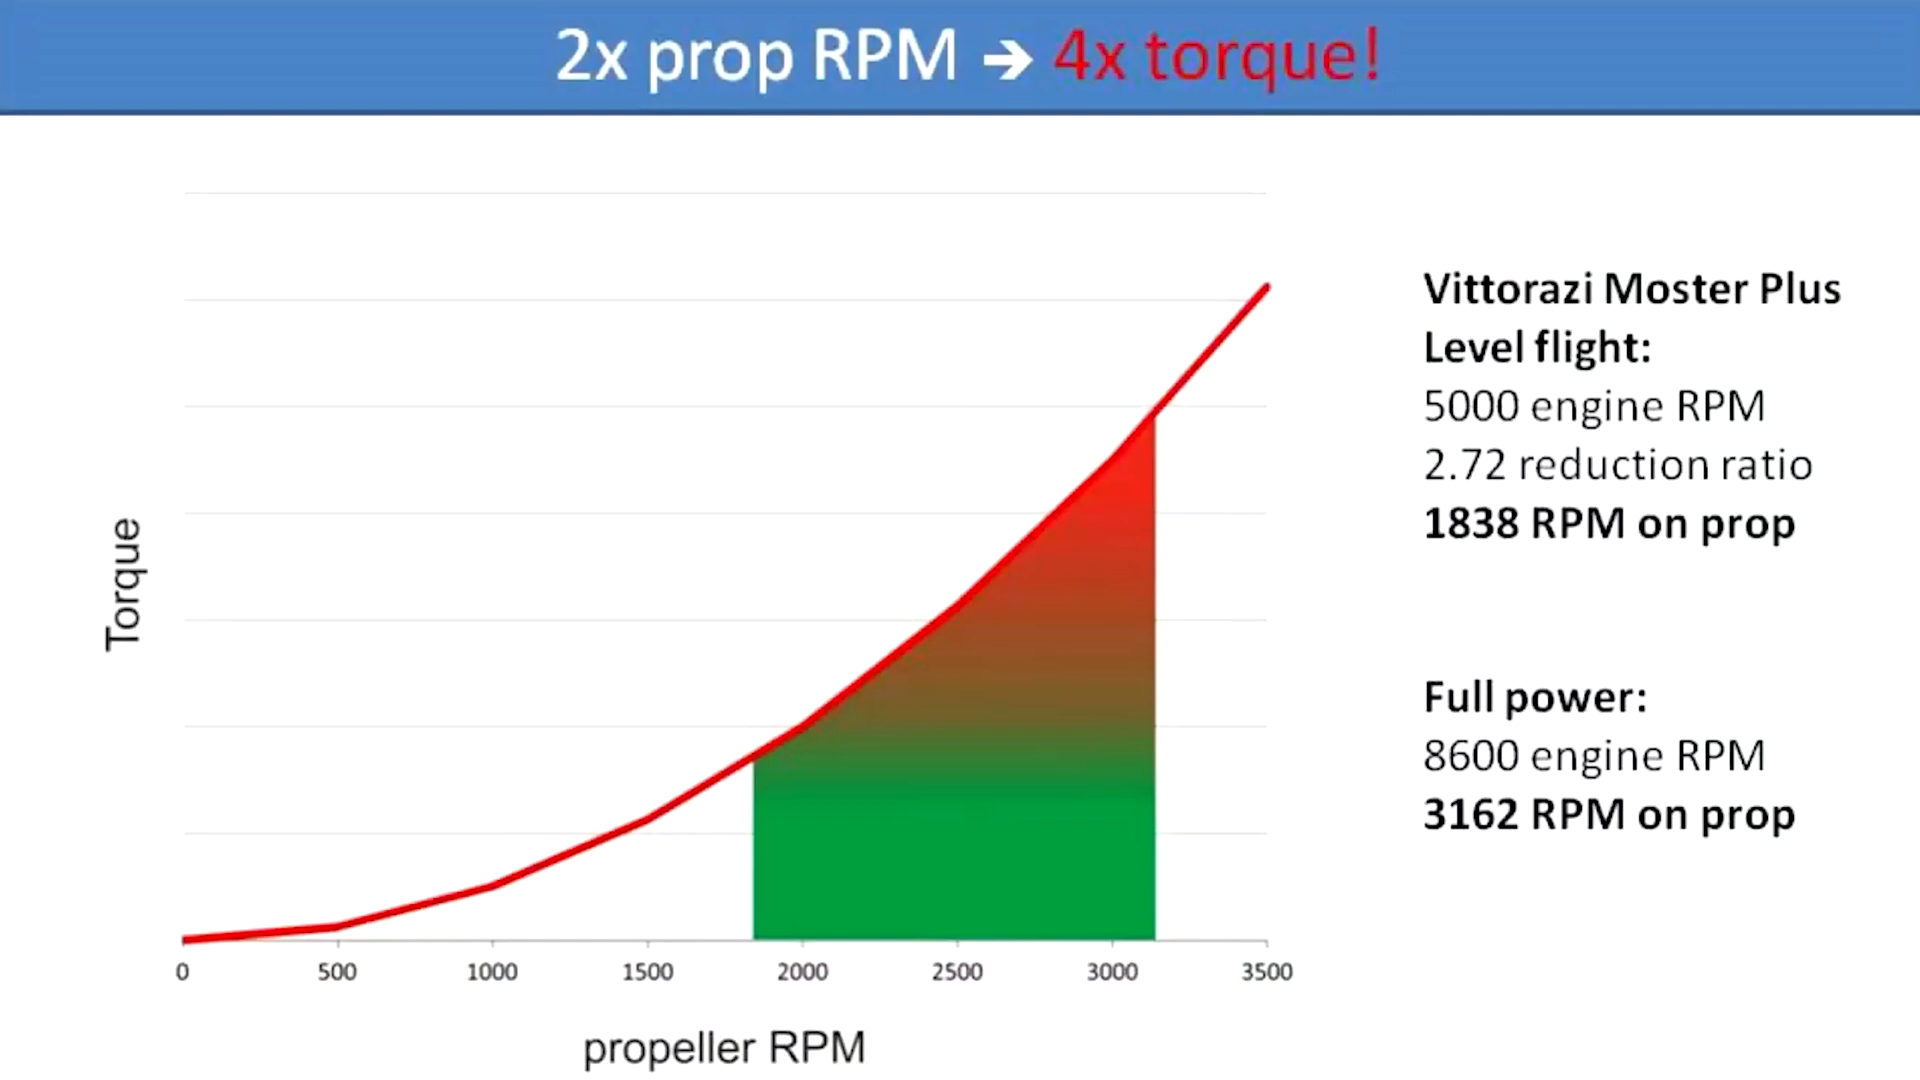 2x prop RPM ➔ 4x torque!
Torque
0 500 1000 1500 2000 2500 3000 3500
propeller RPM
Vittorazi Moster Plus
Level flight:
5000 engine RPM
2.72 reduction ratio
1838 RPM on prop
Full power:
8600 engine RPM
3162 RPM on prop